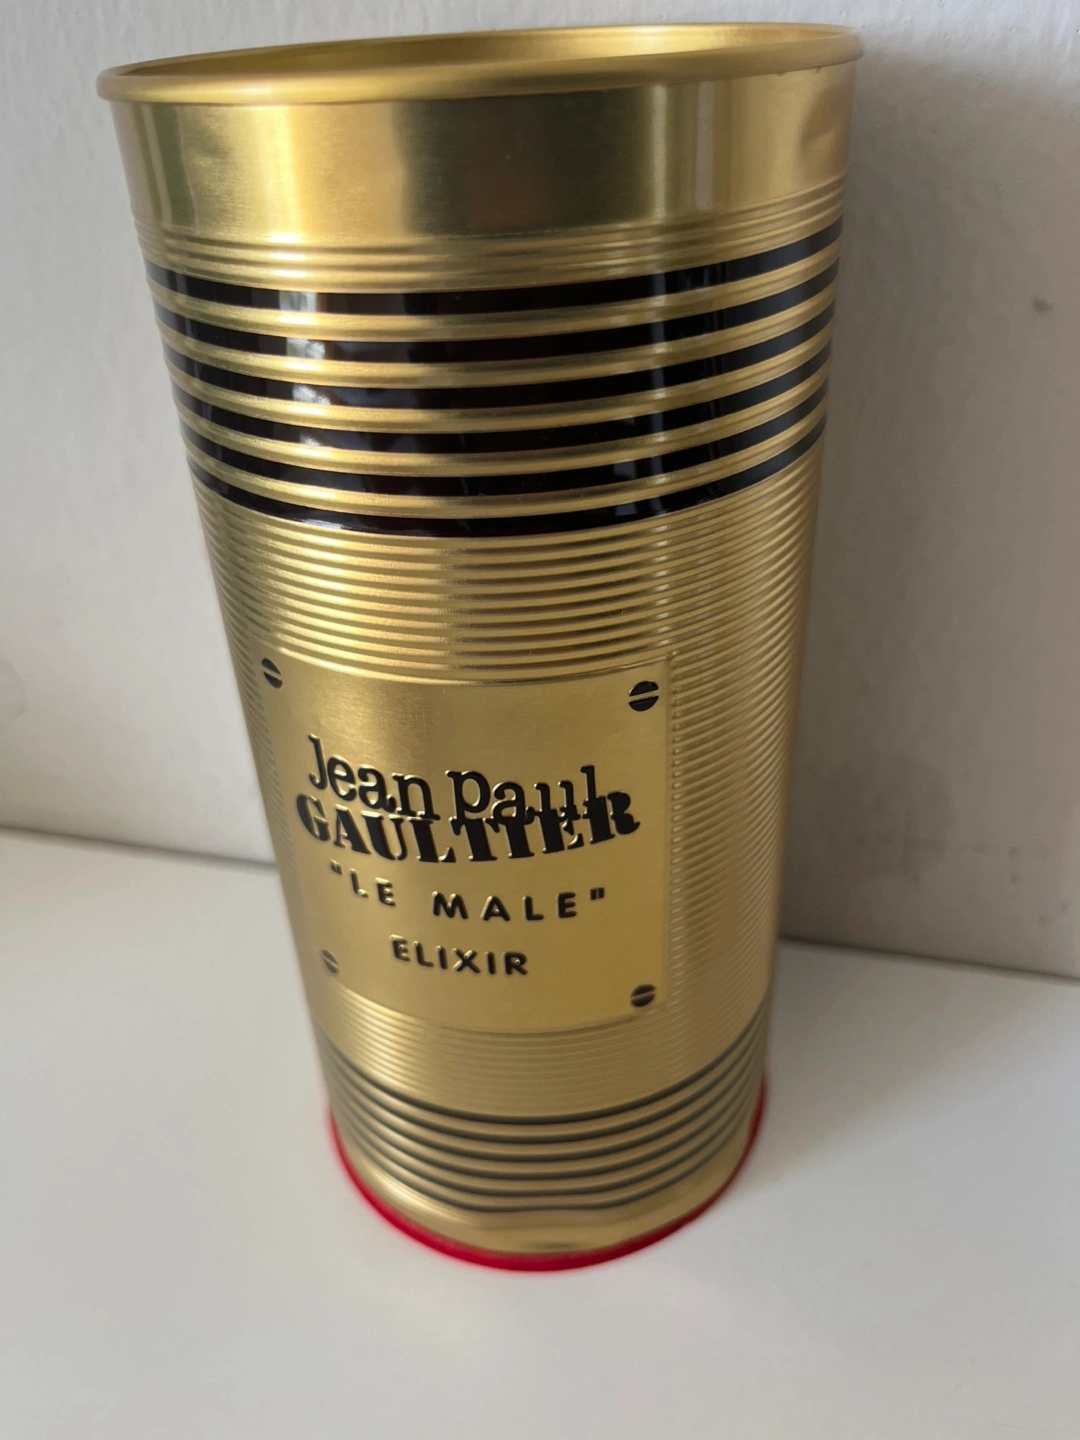 Jean Paul
GAULTIER
"LE MALE"
ELIXIR